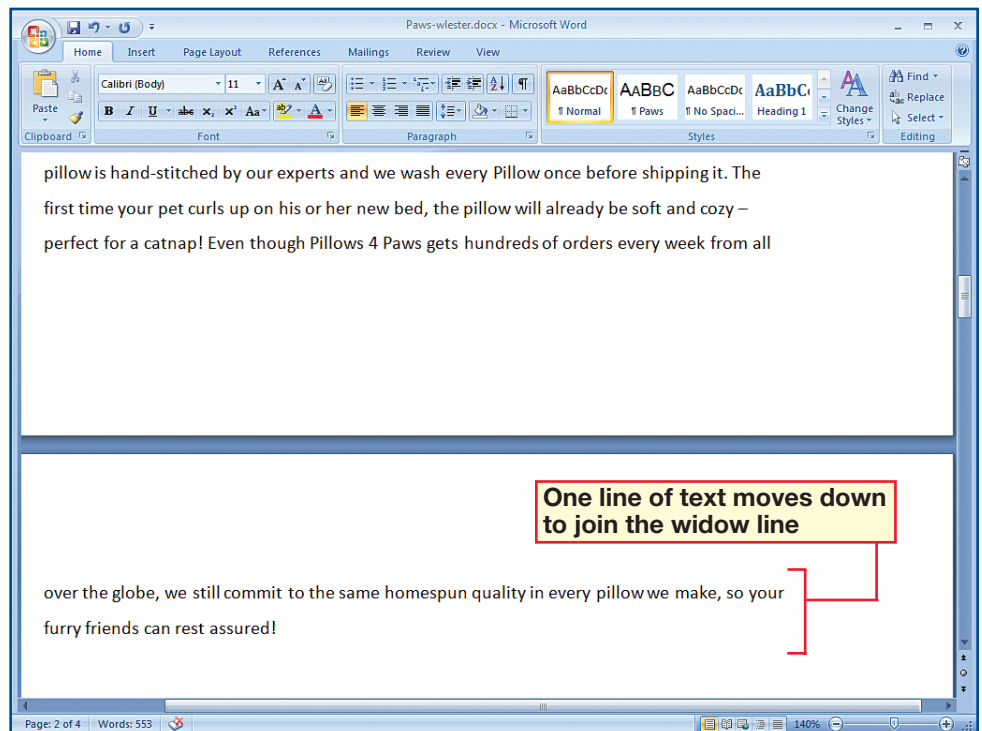 Paws-wlester.docx - Microsoft Word
Home Insert Page Layout References Mailings Review View
Calibri (Body) 11 A A Aa
B I U abc X₂ X² Aa ab A
Paste
AaBbCcDc AABBC AaBbCcDc AaBbC
¶ Normal ¶ Paws ¶ No Spaci... Heading 1
Change Styles
Find
Replace
Select
Clipboard Font Paragraph Styles Editing
pillow is hand-stitched by our experts and we wash every Pillow once before shipping it. The
first time your pet curls up on his or her new bed, the pillow will already be soft and cozy –
perfect for a catnap! Even though Pillows 4 Paws gets hundreds of orders every week from all
One line of text moves down
to join the widow line
over the globe, we still commit to the same homespun quality in every pillow we make, so your
furry friends can rest assured!
Page: 2 of 4 Words: 553 140%